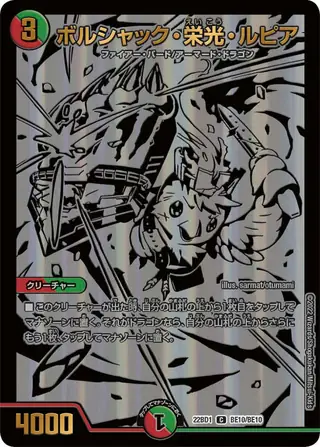 3
えいこう
ボルシャック・栄光・ルピア
ファイアー・バード/アーマード・ドラゴン
illus. sarmat/otumami
クリーチャー
■このクリーチャーが出た時、自分の山札の上から1枚目をタップして
マナゾーンに置く。それがドラゴンなら、自分の山札の上からさらに
もう1枚、タップしてマナゾーンに置く。
4000
1
22BD1 C BE10/BE10